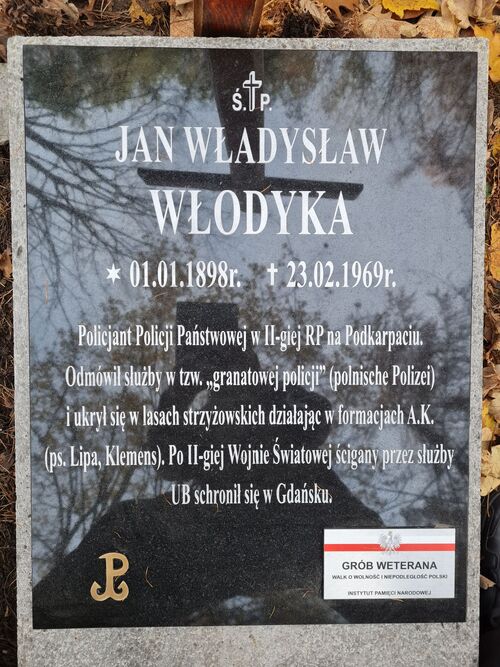 Ś.†P.
JAN WŁADYSŁAW
WŁODYKA
✶ 01.01.1898r. † 23.02.1969r.
Policjant Policji Państwowej w II-giej RP na Podkarpaciu.
Odmówił służby w tzw. „granatowej policji” (polnische Polizei)
i ukrył się w lasach strzyżowskich działając w formacjach A.K.
(ps. Lipa, Klemens). Po II-giej Wojnie Światowej ścigany przez służby
UB schronił się w Gdańsku.
GRÓB WETERANA
WALK O WOLNOŚĆ I NIEPODLEGŁOŚĆ POLSKI
INSTYTUT PAMIĘCI NARODOWEJ